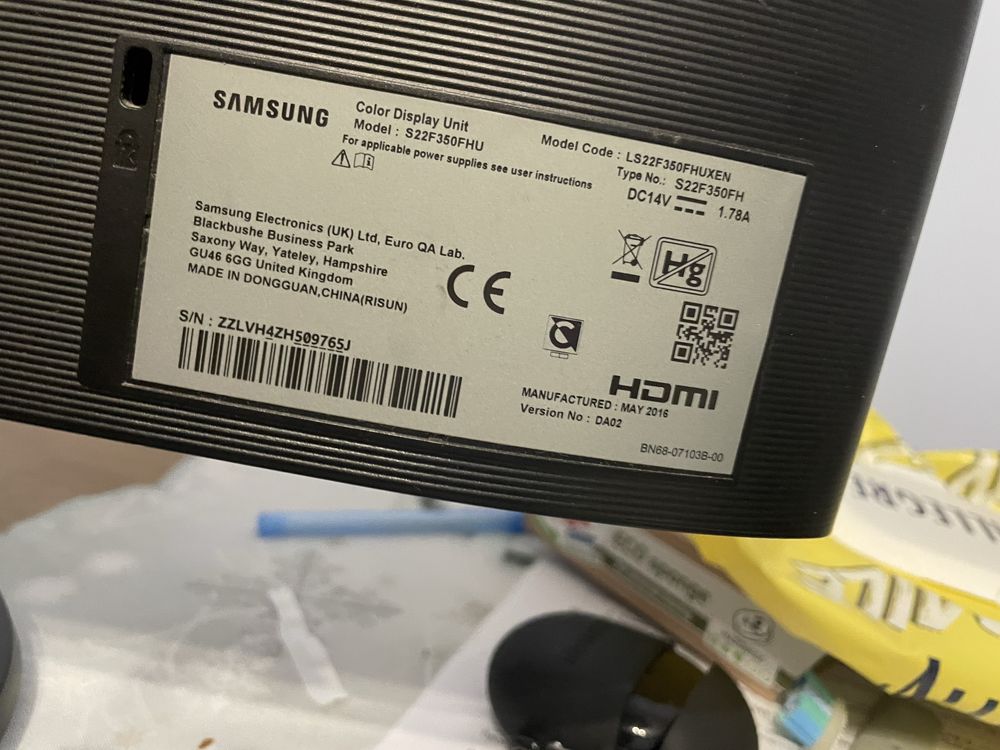 SAMSUNG
Color Display Unit
Model : S22F350FHU
For applicable power supplies see user instructions
Model Code : LS22F350FHUXEN
Type No.: S22F350FH
DC14V 1.78A
Samsung Electronics (UK) Ltd, Euro QA Lab.
Blackbushe Business Park
Saxony Way, Yateley, Hampshire
GU46 6GG United Kingdom
MADE IN DONGGUAN,CHINA(RISUN)
CE
Hg
S/N : ZZLVH4ZH509765J
HDMI
MANUFACTURED : MAY 2016
Version No : DA02
BN68-07103B-00